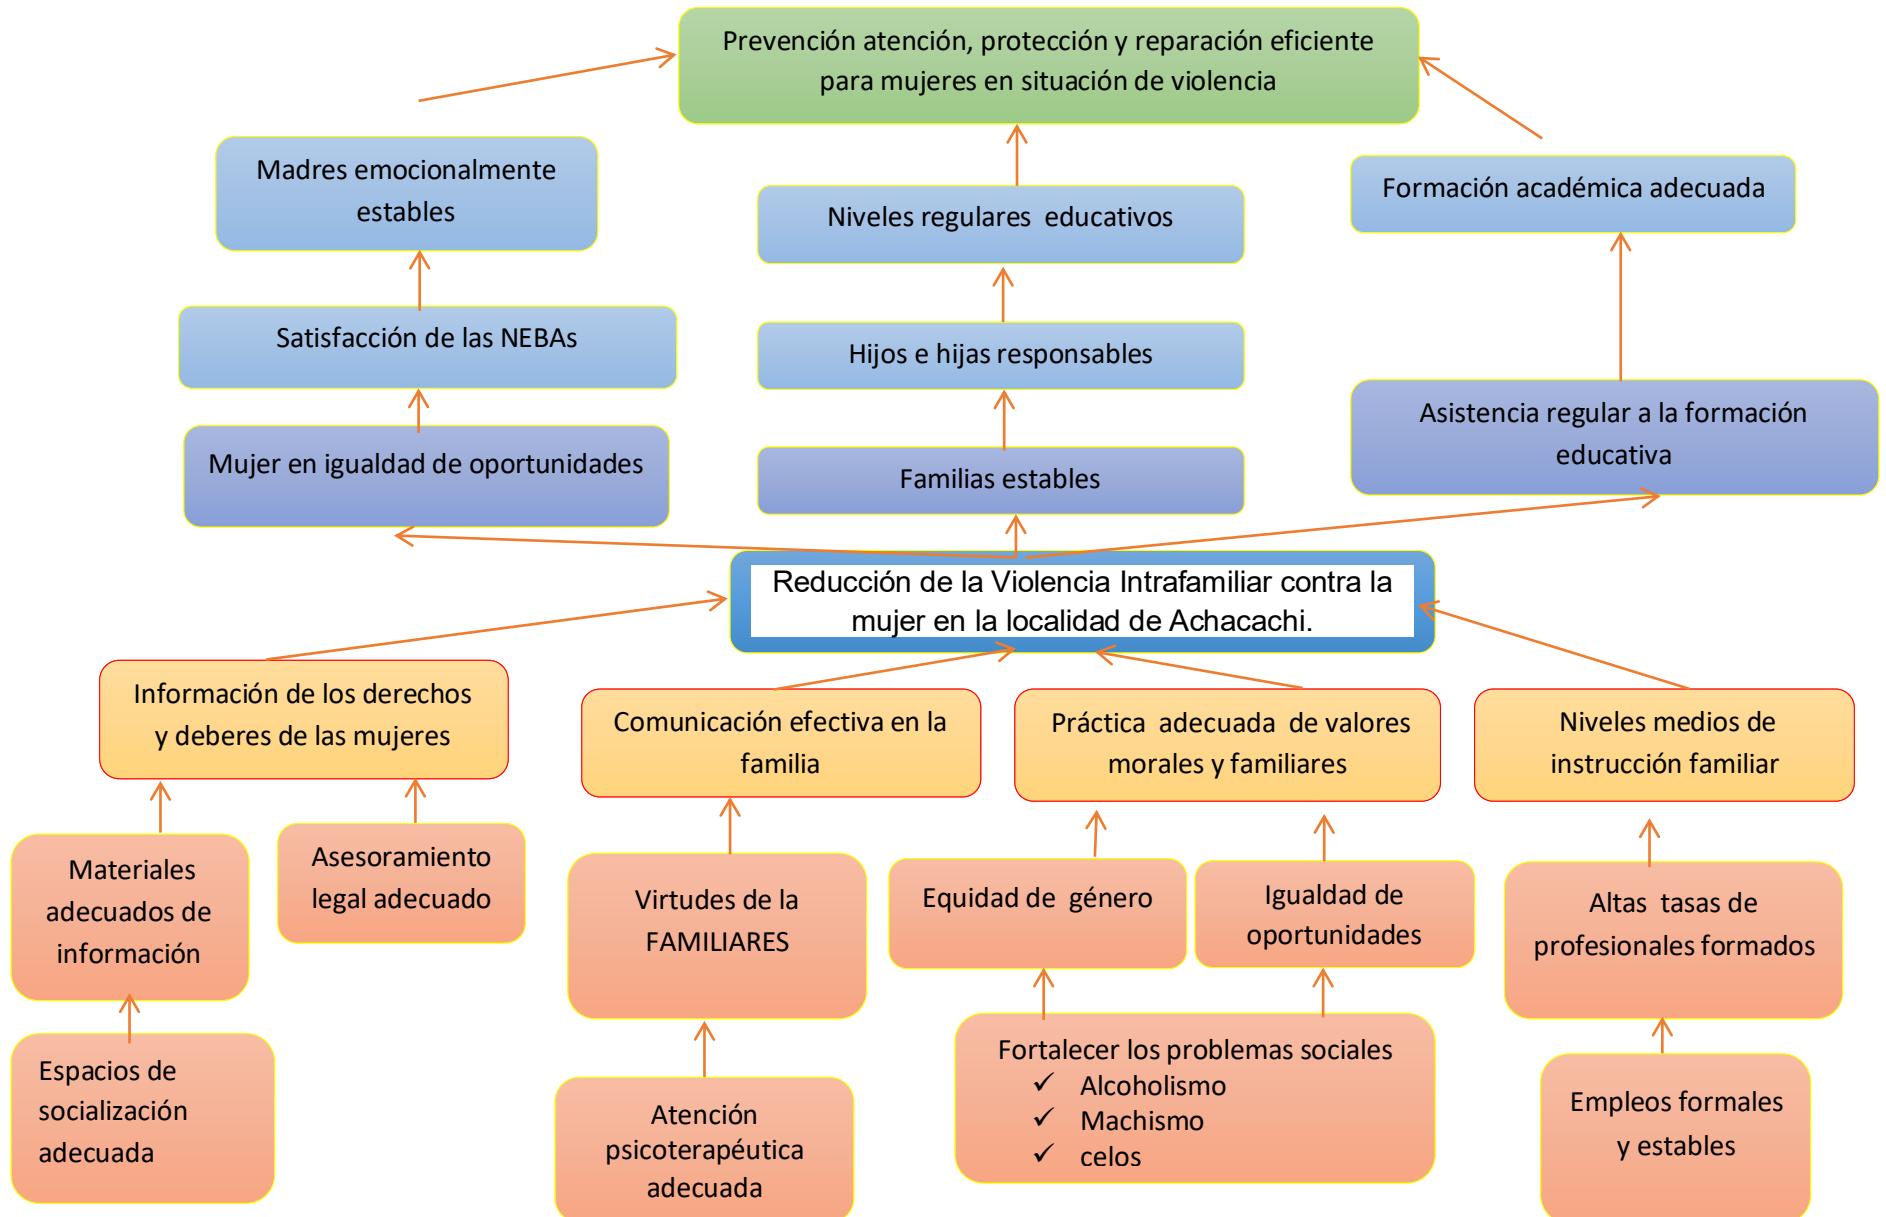 Prevención atención, protección y reparación eficiente
para mujeres en situación de violencia
Madres emocionalmente
estables
Niveles regulares educativos
Formación académica adecuada
Satisfacción de las NEBAs
Hijos e hijas responsables
Mujer en igualdad de oportunidades
Familias estables
Asistencia regular a la formación
educativa
Reducción de la Violencia Intrafamiliar contra la
mujer en la localidad de Achacachi.
Información de los derechos
y deberes de las mujeres
Comunicación efectiva en la
familia
Práctica adecuada de valores
morales y familiares
Niveles medios de
instrucción familiar
Materiales
adecuados de
información
Asesoramiento
legal adecuado
Virtudes de la
FAMILIARES
Equidad de género
Igualdad de
oportunidades
Altas tasas de
profesionales formados
Espacios de
socialización
adecuada
Atención
psicoterapéutica
adecuada
Fortalecer los problemas sociales
✓ Alcoholismo
✓ Machismo
✓ celos
Empleos formales
y estables